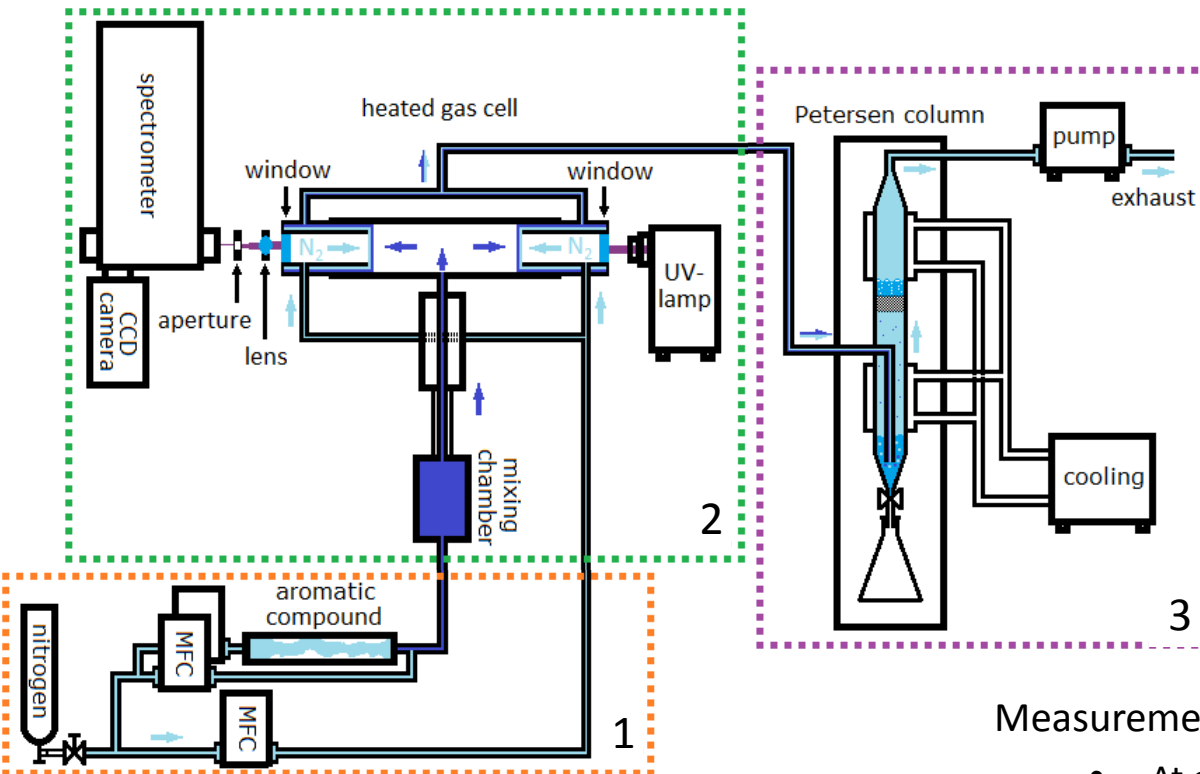 spectrometer
CCD
camera
heated gas cell
window
window
N2
N2
aperture
lens
UV-
lamp
mixing
chamber
2
Petersen column
pump
exhaust
cooling
3
nitrogen
MFC
aromatic
compound
MFC
1
Measureme